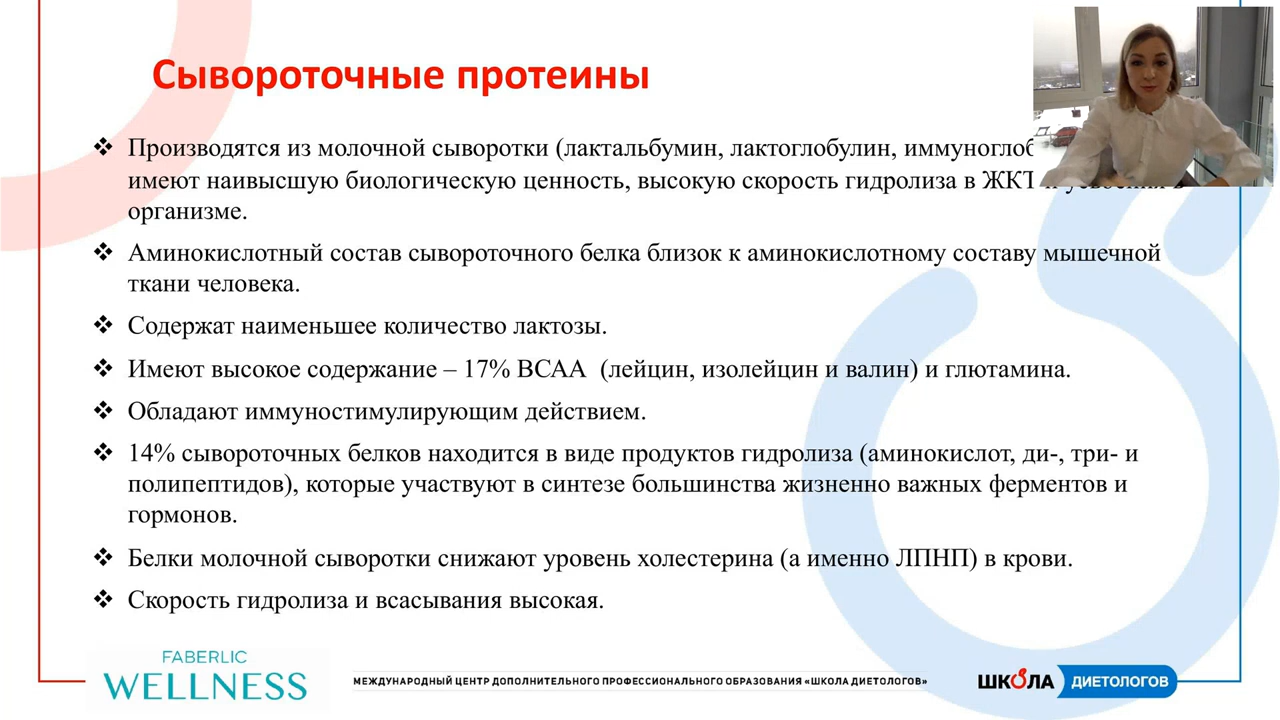 Сывороточные протеины
❖ Производятся из молочной сыворотки (лактальбумин, лактоглобулин,
имеют наивысшую биологическую ценность, высокую скорость гидролиза в ЖКТ
организме.
❖ Аминокислотный состав сывороточного белка близок к аминокислотному составу мышечной
ткани человека.
❖ Содержат наименьшее количество лактозы.
❖ Имеют высокое содержание – 17% ВСАА (лейцин, изолейцин и валин) и глютамина.
❖ Обладают иммуностимулирующим действием.
❖ 14% сывороточных белков находится в виде продуктов гидролиза (аминокислот, ди-, три- и
полипептидов), которые участвуют в синтезе большинства жизненно важных ферментов и
гормонов.
❖ Белки молочной сыворотки снижают уровень холестерина (а именно ЛПНП) в крови.
❖ Скорость гидролиза и всасывания высокая.
FABERLIC
WELLNESS
МЕЖДУНАРОДНЫЙ ЦЕНТР ДОПОЛНИТЕЛЬНОГО ПРОФЕССИОНАЛЬНОГО ОБРАЗОВАНИЯ «ШКОЛА ДИЕТОЛОГОВ»
ШКОЛА ДИЕТОЛОГОВ